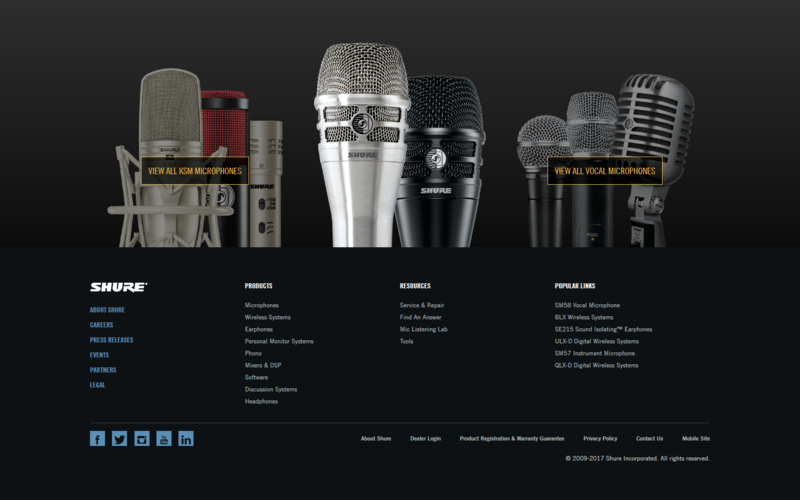 SHURE
VIEW ALL KSM MICROPHONES
SHURE
SHURE
SHURE
VIEW ALL VOCAL MICROPHONES
SHURE
ABOUT SHURE
CAREERS
PRESS RELEASES
EVENTS
PARTNERS
LEGAL
PRODUCTS
Microphones
Wireless Systems
Earphones
Personal Monitor Systems
Phono
Mixers & DSP
Software
Discussion Systems
Headphones
RESOURCES
Service & Repair
Find An Answer
Mic Listening Lab
Tools
POPULAR LINKS
SM58 Vocal Microphone
BLX Wireless Systems
SE215 Sound Isolating™ Earphones
ULX-D Digital Wireless Systems
SM57 Instrument Microphone
QLX-D Digital Wireless Systems
About Shure Dealer Login Product Registration & Warranty Guarantee Privacy Policy Contact Us Mobile Site
© 2009-2017 Shure Incorporated. All rights reserved.